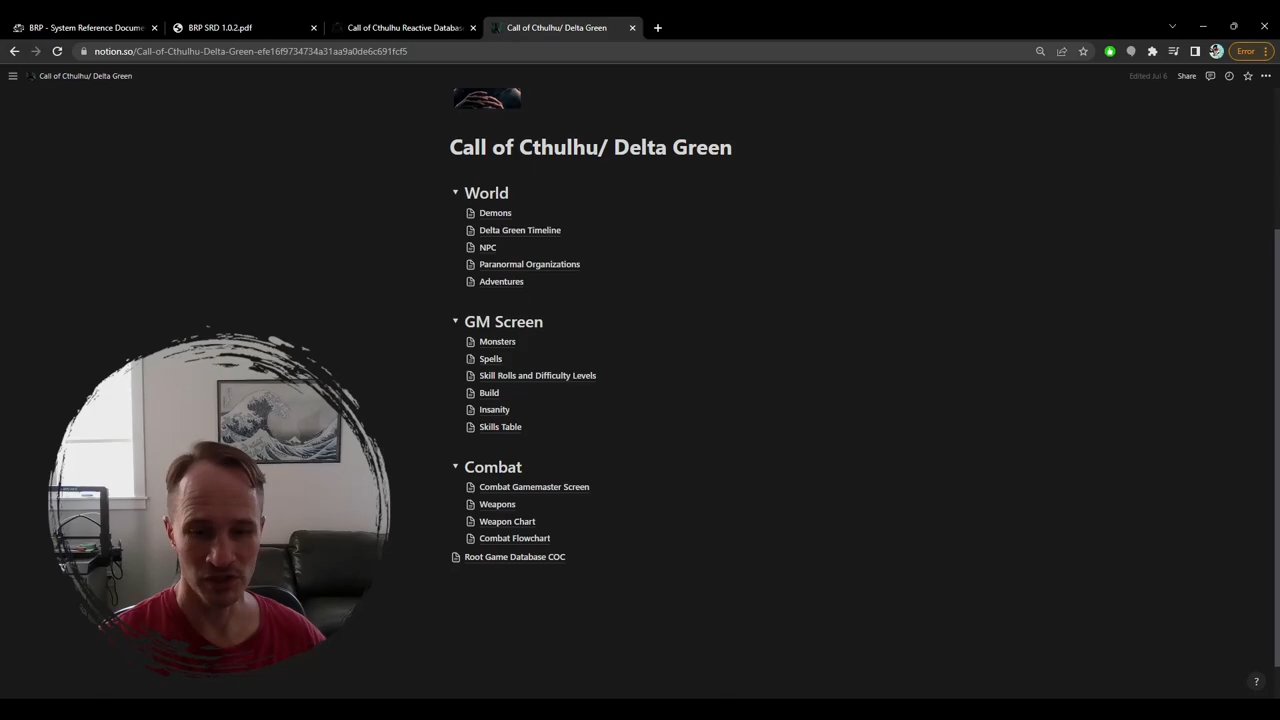 BRP - System Reference Docume
BRP SRD 1.0.2.pdf
Call of Cthulhu Reactive Databas
Call of Cthulhu/ Delta Green
notion.so/Call-of-Cthulhu-Delta-Green-efe16f9734734a31aa9a0de6c691fcf5
Error
Call of Cthulhu/ Delta Green
Edited Jul 6
Share
Call of Cthulhu/ Delta Green
World
Demons
Delta Green Timeline
NPC
Paranormal Organizations
Adventures
GM Screen
Monsters
Spells
Skill Rolls and Difficulty Levels
Build
Insanity
Skills Table
Combat
Combat Gamemaster Screen
Weapons
Weapon Chart
Combat Flowchart
Root Game Database COC
?